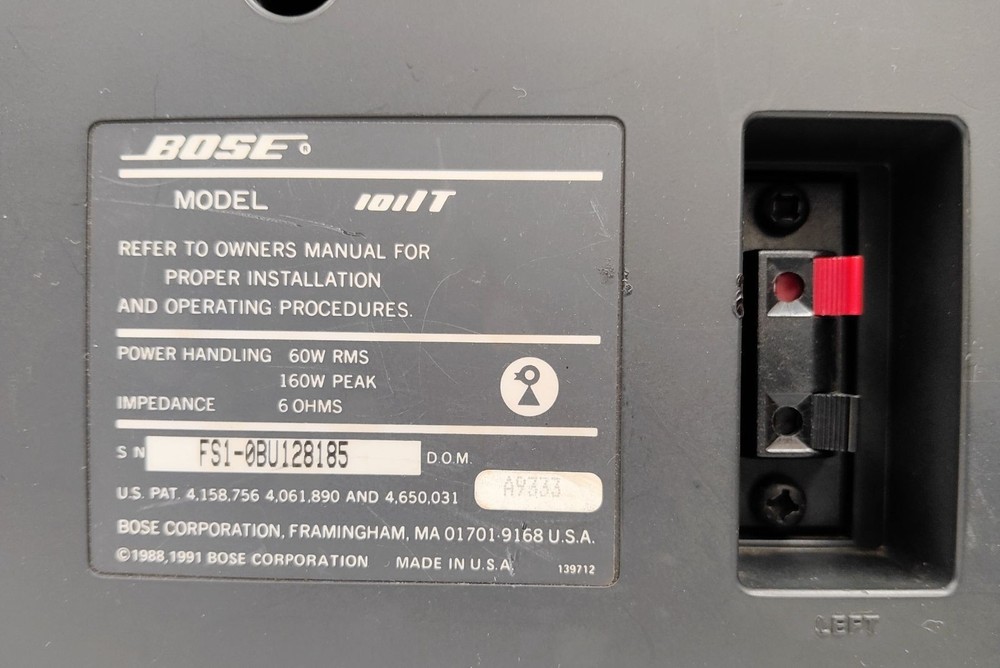 BOSE®
MODEL 101IT
REFER TO OWNERS MANUAL FOR
PROPER INSTALLATION
AND OPERATING PROCEDURES.
POWER HANDLING 60W RMS
160W PEAK
IMPEDANCE 6 OHMS
S N FS1-0BU128185 D.O.M.
A9333
U.S. PAT. 4,158,756 4,061,890 AND 4,650,031
BOSE CORPORATION, FRAMINGHAM, MA 01701-9168 U.S.A.
©1988,1991 BOSE CORPORATION MADE IN U.S.A.
139712
LEFT